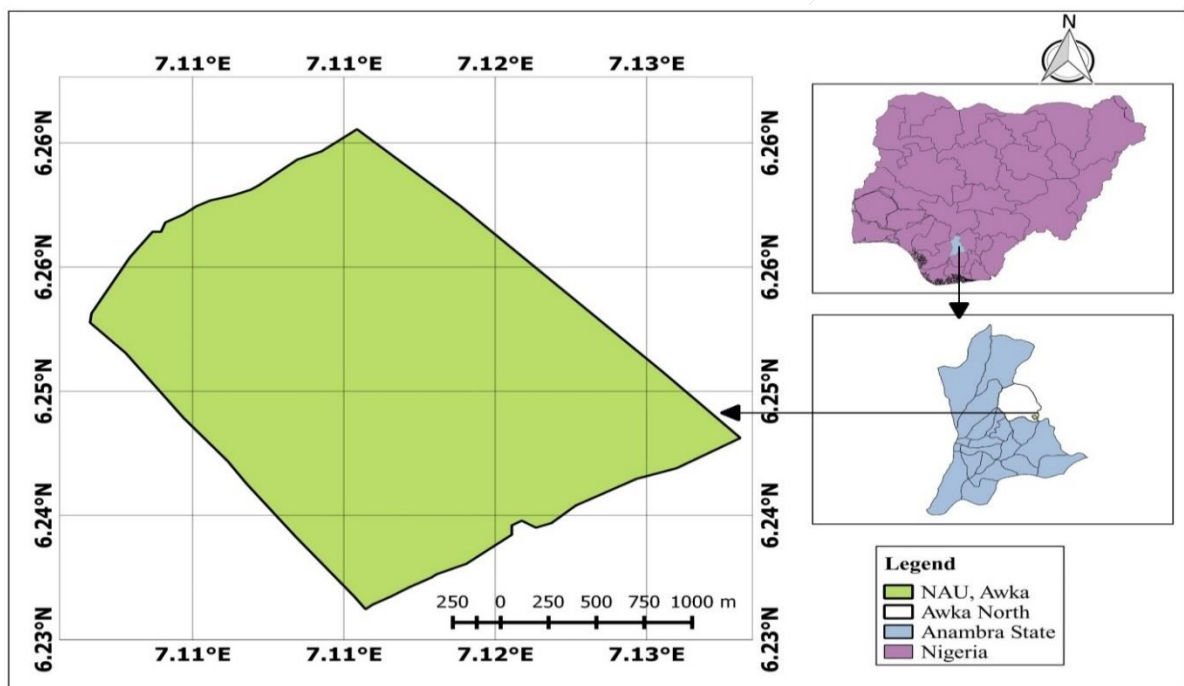 N
7.11°E 7.11°E 7.12°E 7.13°E
6.26°N 6.26°N
6.26°N 6.26°N
6.25°N 6.25°N
6.24°N 6.24°N
6.23°N 6.23°N
250 0 250 500 750 1000 m
7.11°E 7.11°E 7.12°E 7.13°E
Legend
NAU, Awka
Awka North
Anambra State
Nigeria